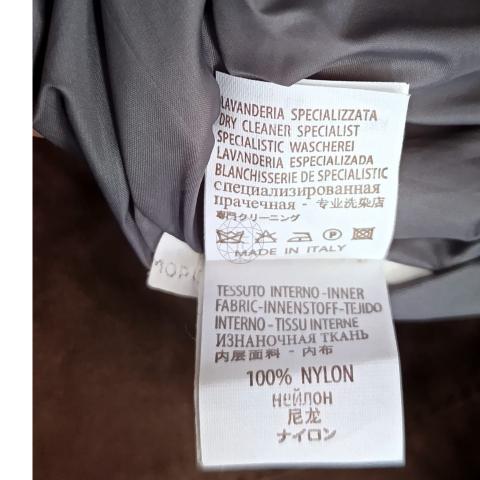 LAVANDERIA SPECIALIZZATA
DRY CLEANER SPECIALIST
SPECIALISTIC WASCHEREI
LAVANDERIA ESPECIALIZADA
BLANCHISSERIE DE SPECIALISTIC
специализированная
прачечная - 专业洗染店
専門クリーニング
P
MADE IN ITALY
TESSUTO INTERNO-INNER
FABRIC-INNENSTOFF-TEJIDO
INTERNO-TISSU INTERNE
ИЗНАНОЧНАЯ ТКАНЬ
内层面料 - 内布
100% NYLON
нейлон
尼龙
ナイロン